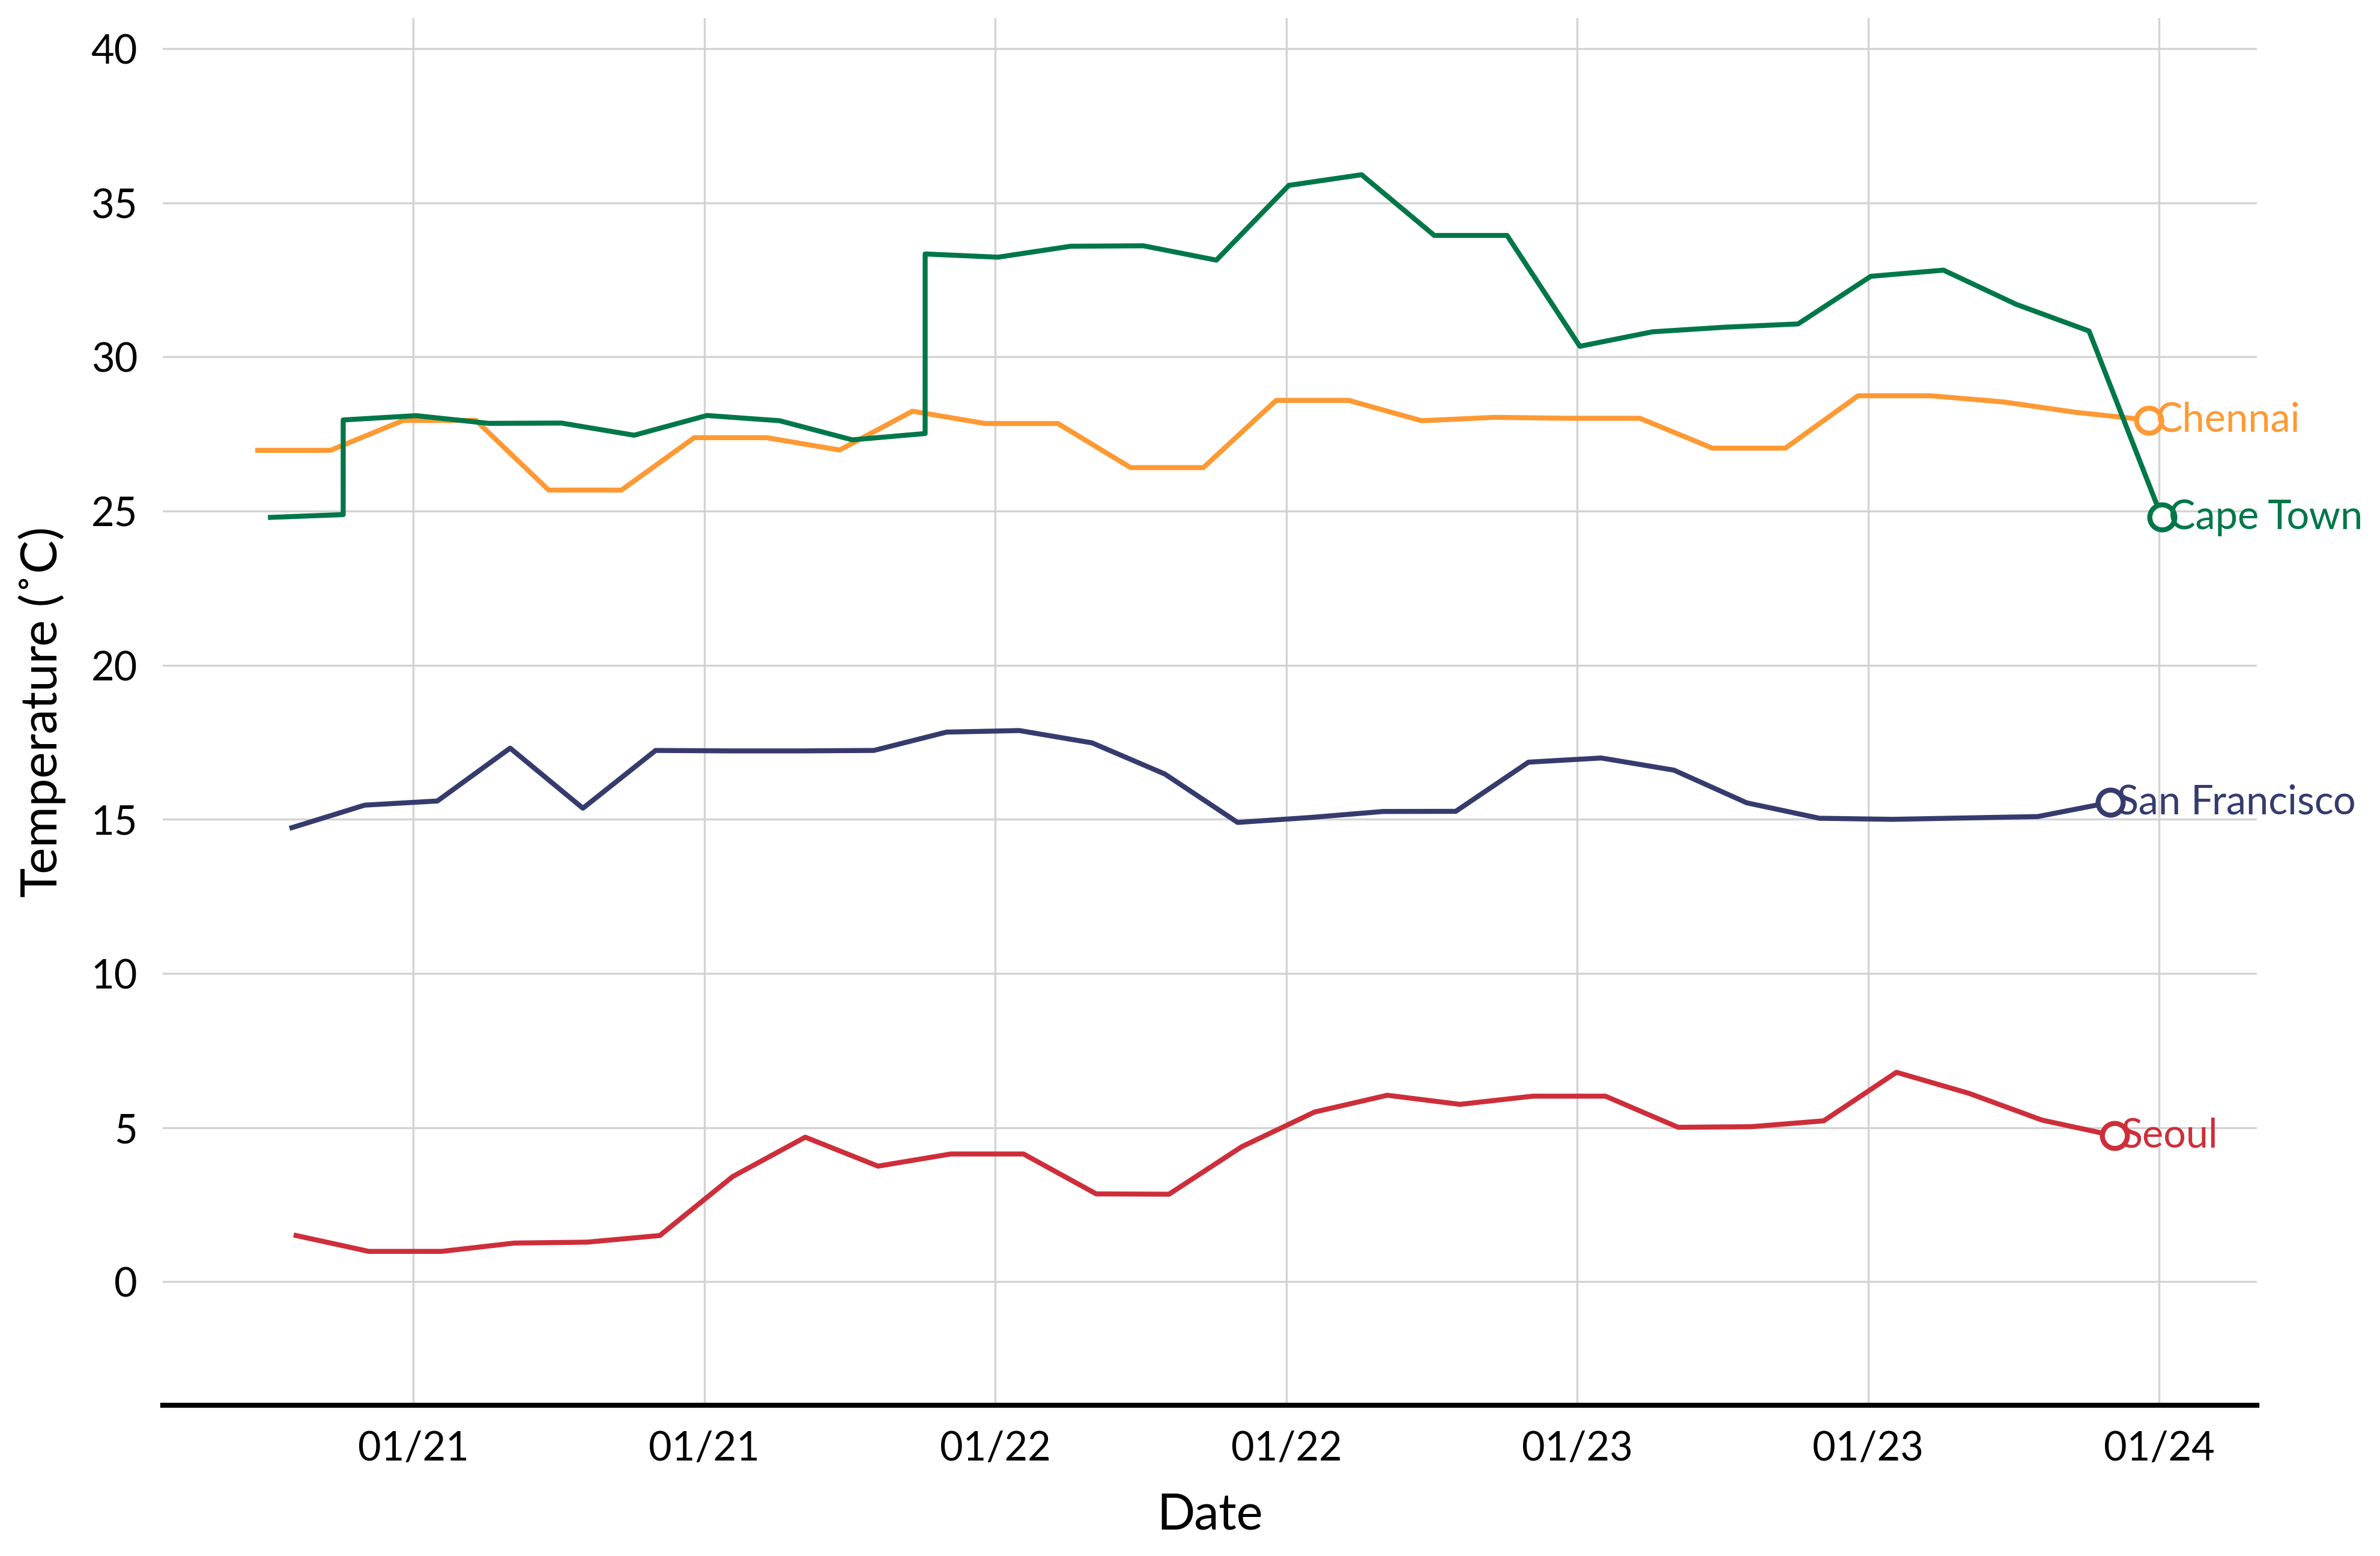 40
35
30
25
20
15
10
5
0
Temperature (°C)
Chennai
Cape Town
San Francisco
Seoul
01/21 01/21 01/22 01/22 01/23 01/23 01/24
Date